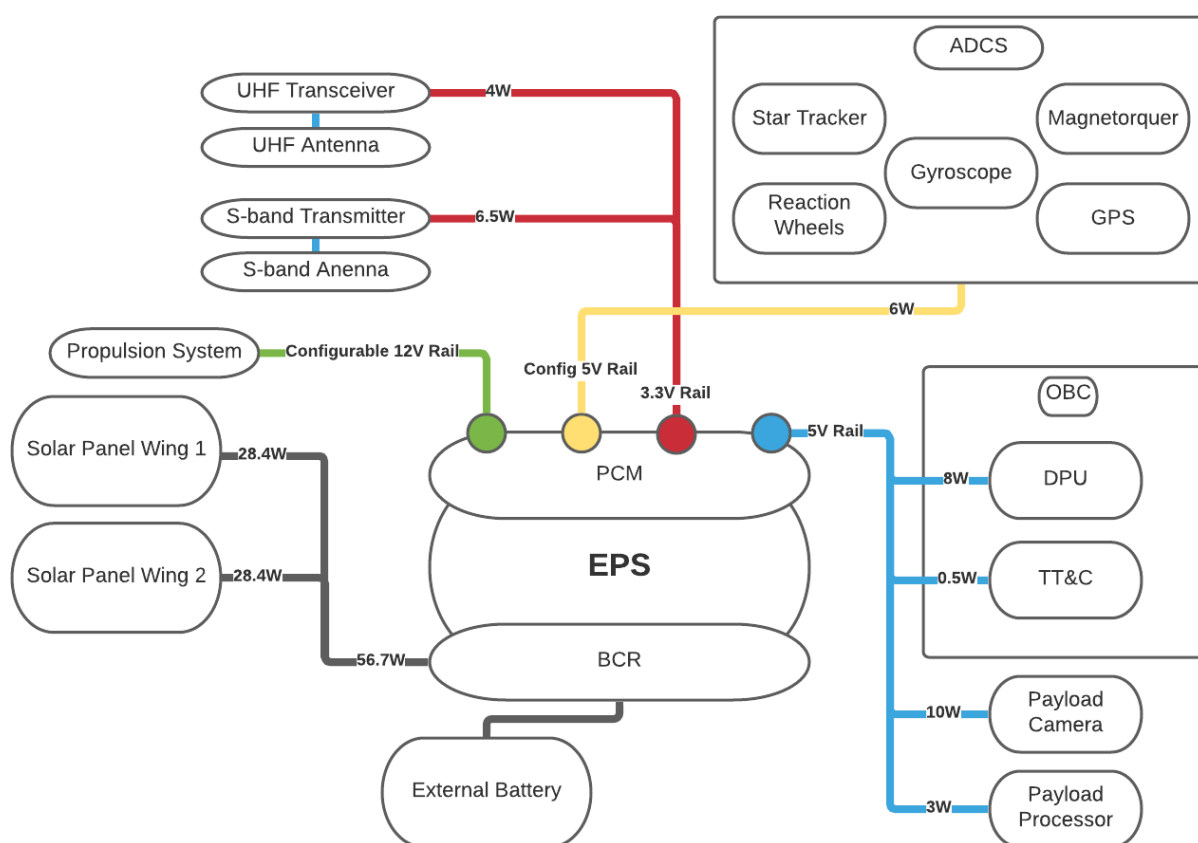 ADCS
UHF Transceiver
4W
Star Tracker
Magnetorquer
UHF Antenna
Gyroscope
S-band Transmitter
6.5W
Reaction
Wheels
GPS
S-band Anenna
6W
Propulsion System
Configurable 12V Rail
Config 5V Rail
3.3V Rail
OBC
Solar Panel Wing 1
28.4W
5V Rail
PCM
8W
DPU
EPS
Solar Panel Wing 2
28.4W
0.5W
TT&C
56.7W
BCR
10W
Payload
Camera
External Battery
3W
Payload
Processor